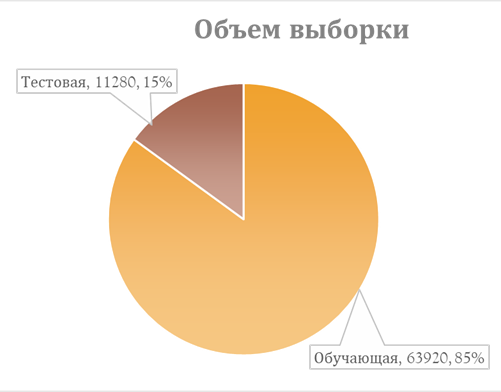 Объем выборки
Тестовая, 11280, 15%
Обучающая, 63920, 85%